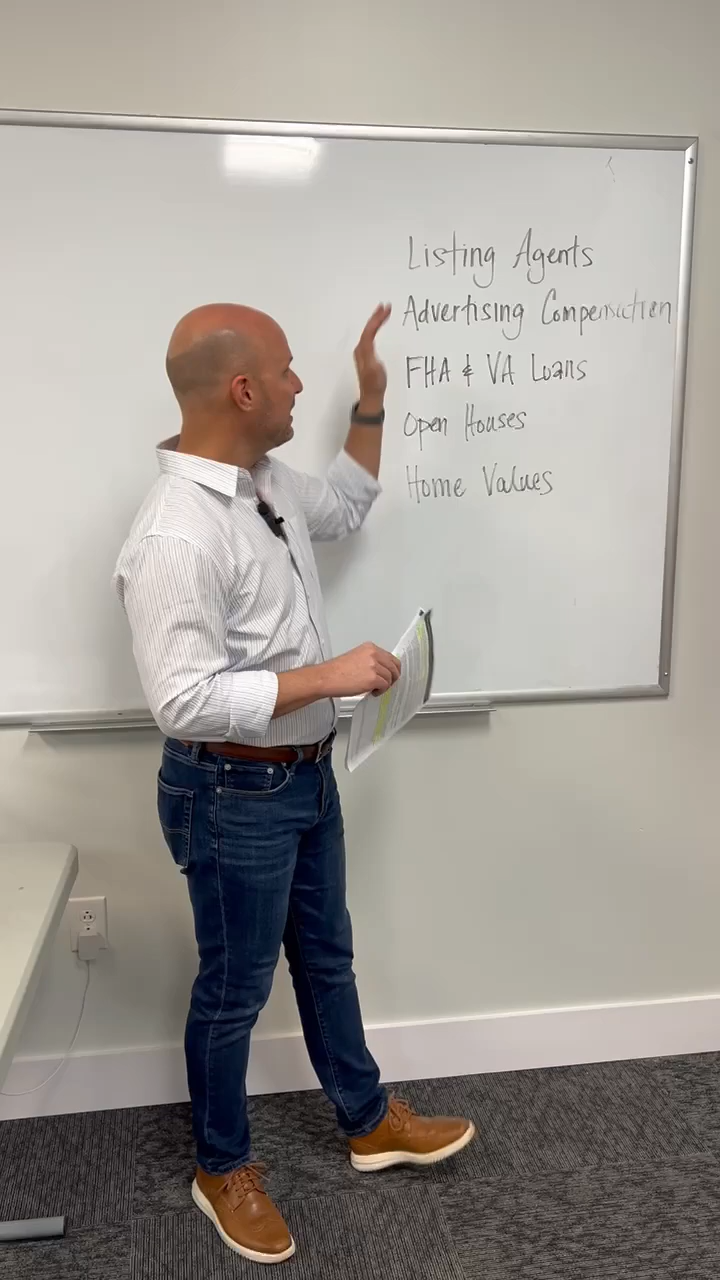 Listing Agents
Advertising Compensation
FHA & VA Loans
Open Houses
Home Values